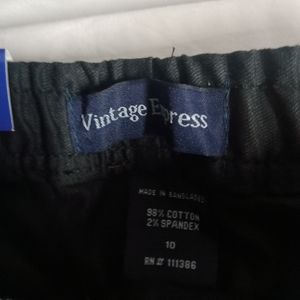 Vintage Express
MADE IN BANGLADESH
98% COTTON
2% SPANDEX
10
RN # 111386